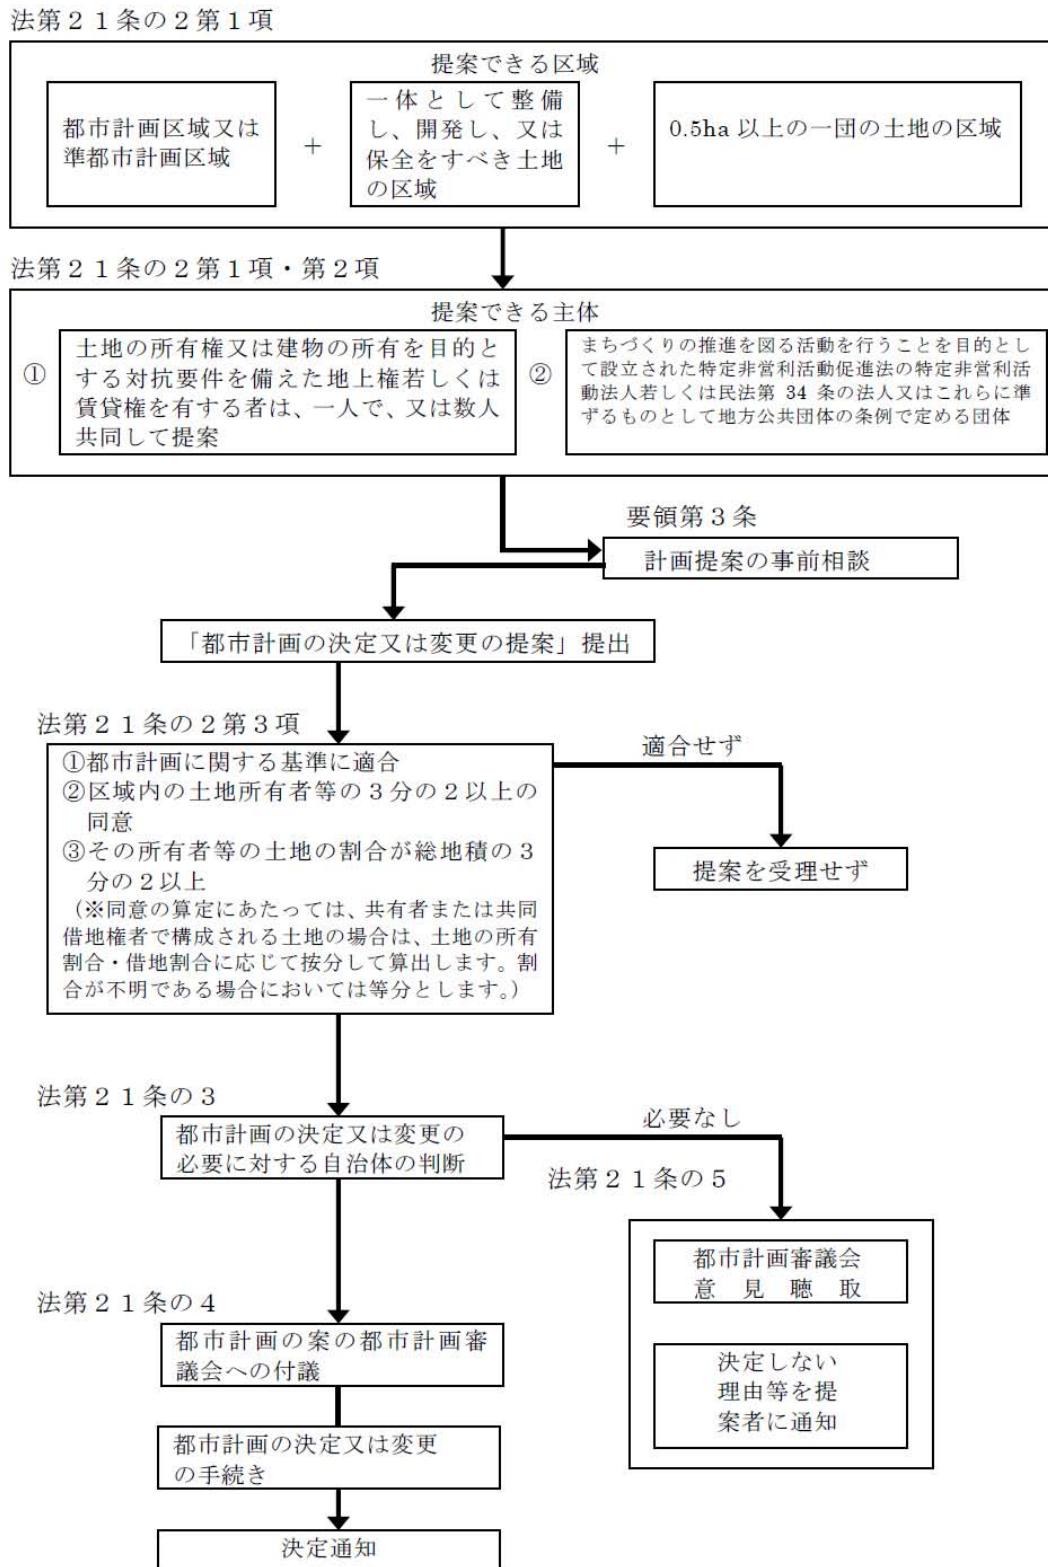 法第21条の2第1項
提案できる区域
都市計画区域又は
準都市計画区域
+
一体として整備
し、開発し、又は
保全をすべき土地
の区域
+
0.5ha 以上の一団の土地の区域
法第21条の2第1項・第2項
提案できる主体
①
土地の所有権又は建物の所有を目的と
する対抗要件を備えた地上権若しくは
賃貸権を有する者は、一人で、又は数人
共同して提案
②
まちづくりの推進を図る活動を行うことを目的とし
て設立された特定非営利活動促進法の特定非営利活
動法人若しくは民法第 34 条の法人又はこれらに準
ずるものとして地方公共団体の条例で定める団体
要領第3条
計画提案の事前相談
「都市計画の決定又は変更の提案」提出
法第21条の2第3項
①都市計画に関する基準に適合
②区域内の土地所有者等の3分の2以上の
同意
③その所有者等の土地の割合が総地積の3
分の2以上
(※同意の算定にあたっては、共有者または共同
借地権者で構成される土地の場合は、土地の所有
割合・借地割合に応じて按分して算出します。割
合が不明である場合においては等分とします。)
適合せず
提案を受理せず
法第21条の3
都市計画の決定又は変更の
必要に対する自治体の判断
必要なし
法第21条の5
都市計画審議会
意見聴取
決定しない
理由等を提
案者に通知
法第21条の4
都市計画の案の都市計画審
議会への付議
都市計画の決定又は変更
の手続き
決定通知